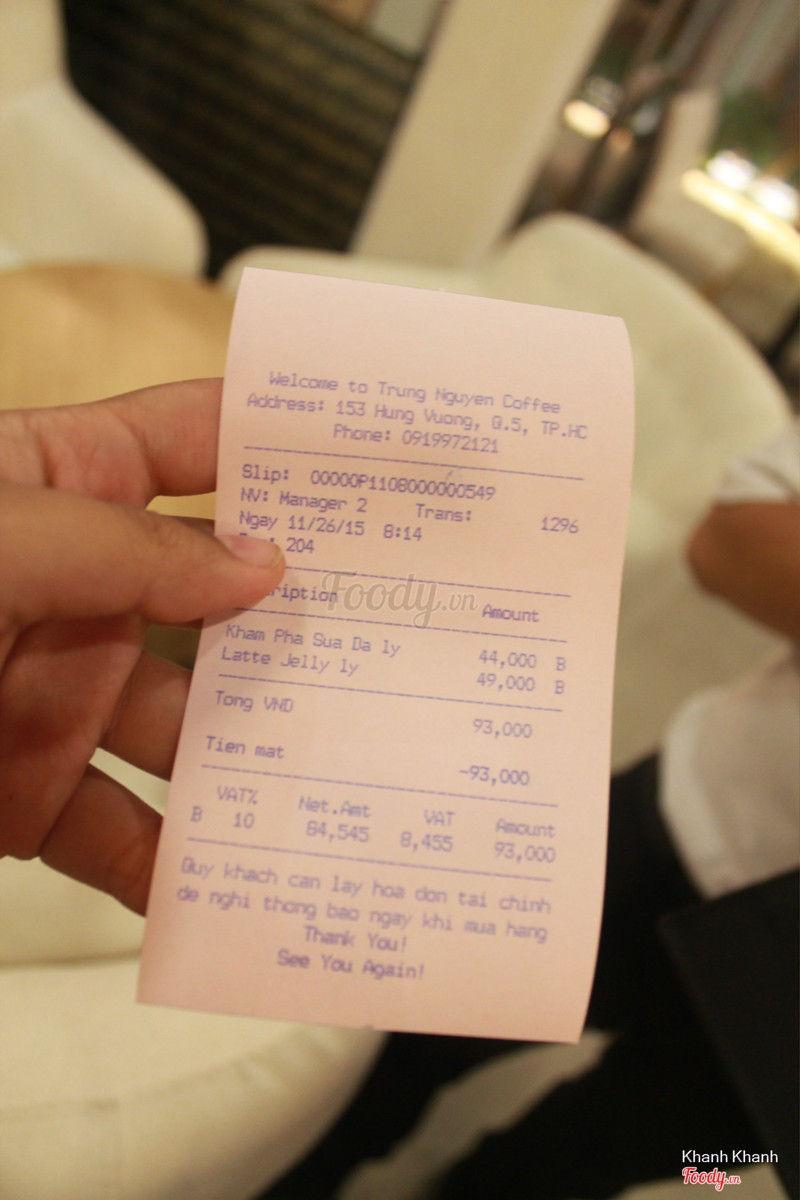 Welcome to Trung Nguyen Coffee
Address: 153 Hung Vuong, Q.5, TP.HC
Phone: 0919972121
Slip: 00000P1108000000549
NV: Manager 2 Trans: 1296
Ngay 11/26/15 8:14
204
ription Amount
Kham Pha Sua Da ly 44,000 B
Latte Jelly ly 49,000 B
Tong VND 93,000
Tien mat -93,000
VAT% Net.Amt VAT Amount
B 10 84,545 8,455 93,000
Quy khach can lay hoa don tai chinh
de nghi thong bao ngay khi mua hang
Thank You!
See You Again!
Foody.vn
Khanh Khanh
Foody.vn